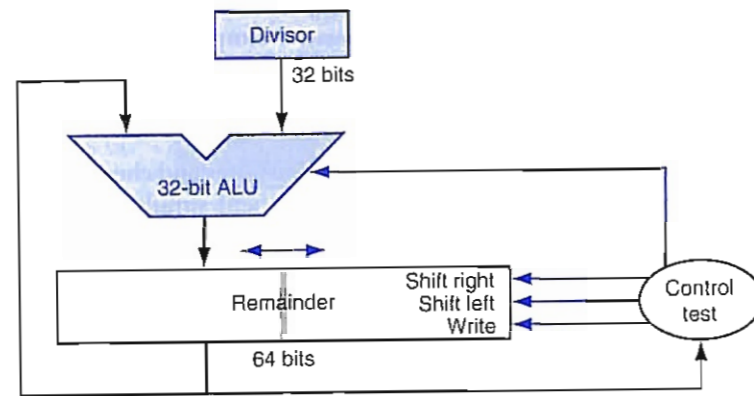 Divisor
32 bits
32-bit ALU
Remainder
Shift right
Shift left
Write
64 bits
Control
test